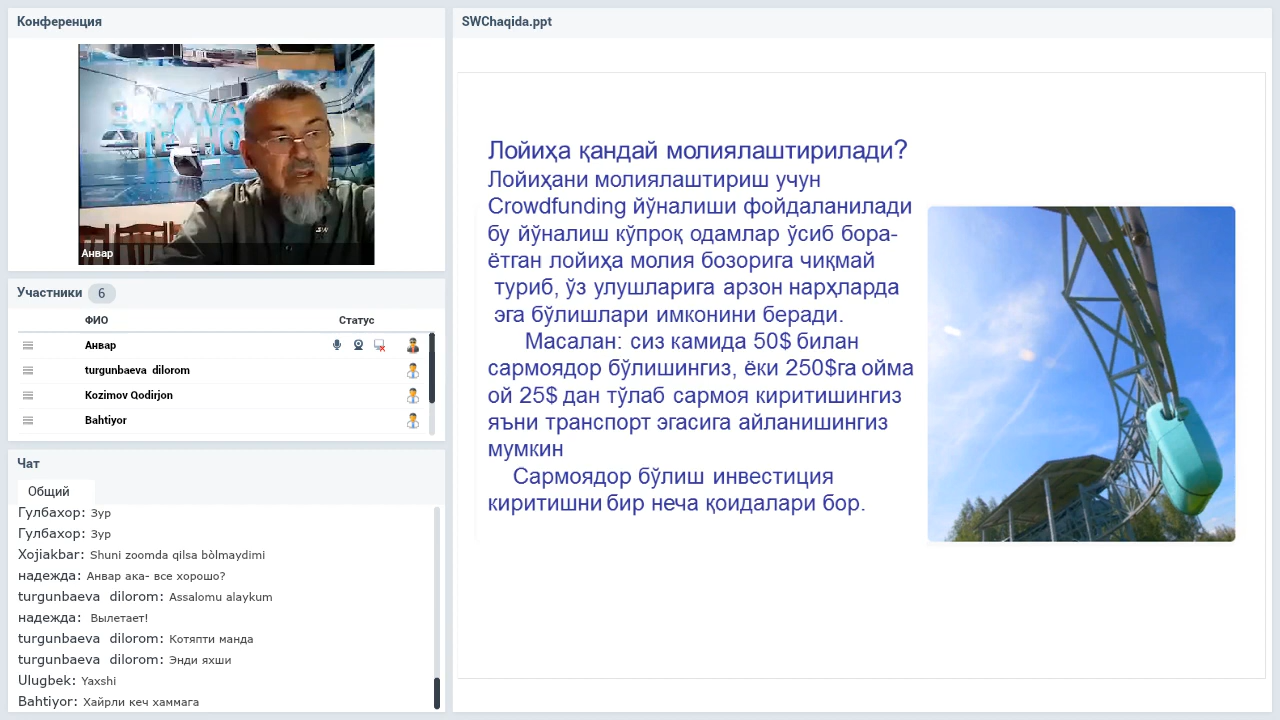 Конференция
SKYWAY
ТЕХНО
SW
Анвар
Участники 6
ФИО Статус
Анвар
turgunbaeva dilorom
Kozimov Qodirjon
Bahtiyor
Чат
Общий
Гулбахор: Зур
Гулбахор: Зур
Xojiakbar: Shuni zoomda qilsa bòlmaydimi
надежда: Анвар ака- все хорошо?
turgunbaeva dilorom: Assalomu alaykum
надежда: Вылетает!
turgunbaeva dilorom: Котяпти манда
turgunbaeva dilorom: Энди яхши
Ulugbek: Yaxshi
Bahtiyor: Хайрли кеч хаммага
SWChaqida.ppt
Лойиҳа қандай молиялаштирилади?
Лойиҳани молиялаштириш учун
Crowdfunding йўналиши фойдаланилади
бу йўналиш кўпроқ одамлар ўсиб бора-
ётган лойиҳа молия бозорига чиқмай
туриб, ўз улушларига арзон нарҳларда
эга бўлишлари имконини беради.
Масалан: сиз камида 50$ билан
сармоядор бўлишингиз, ёки 250$га ойма
ой 25$ дан тўлаб сармоя киритишингиз
яъни транспорт эгасига айланишингиз
мумкин
Сармоядор бўлиш инвестиция
киритишни бир неча қоидалари бор.